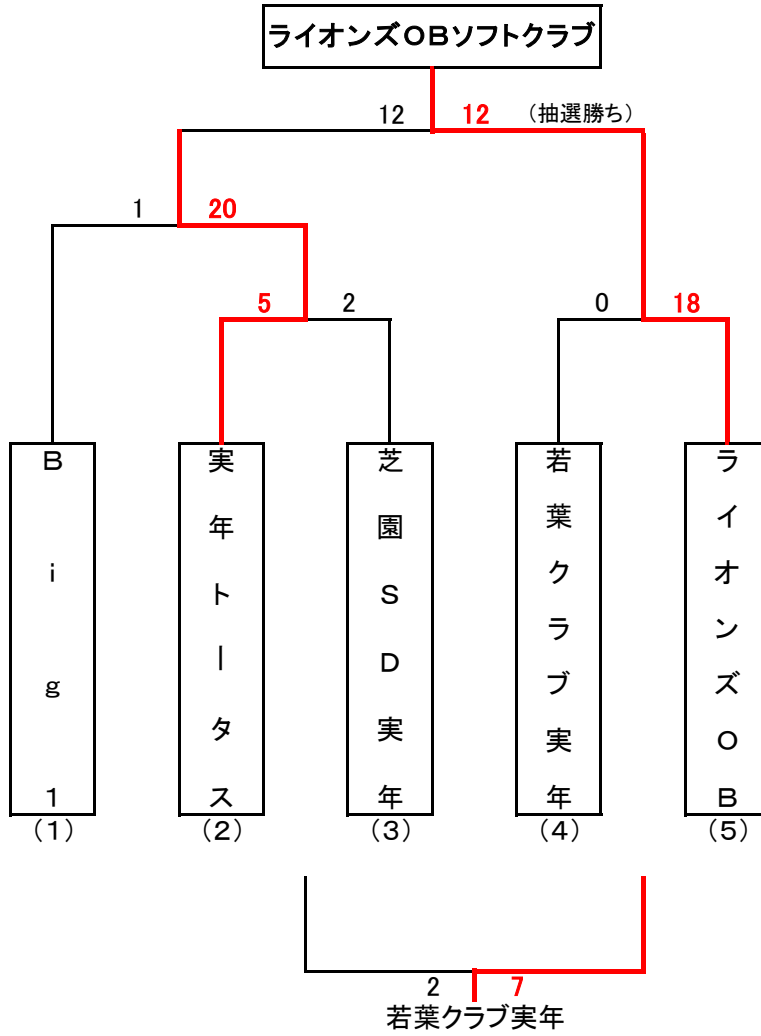 ライオンズOBソフトクラブ
12 12 (抽選勝ち)
1 20
5 2 0 18
Big1
実年トータス
芝園SD実年
若葉クラブ実年
ライオンズOB
(1) (2) (3) (4) (5)
2 7
若葉クラブ実年